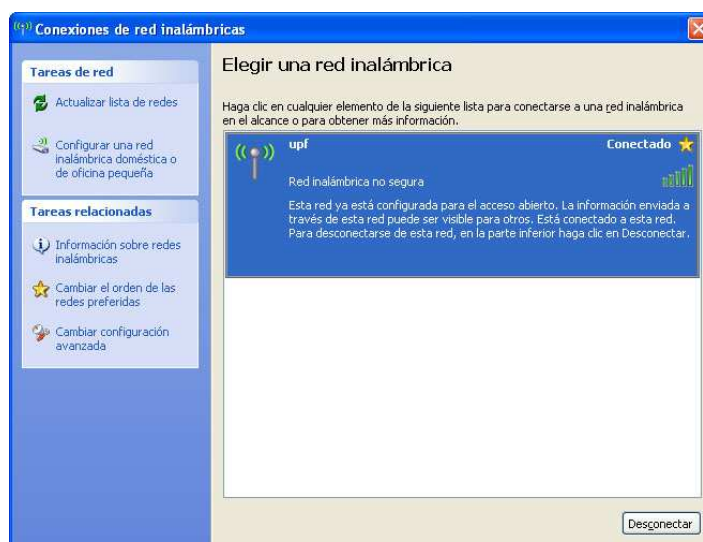 Conexiones de red inalámbricas
Tareas de red
Actualizar lista de redes
Configurar una red
inalámbrica doméstica o
de oficina pequeña
Tareas relacionadas
Información sobre redes
inalámbricas
Cambiar el orden de las
redes preferidas
Cambiar configuración
avanzada
Elegir una red inalámbrica
Haga clic en cualquier elemento de la siguiente lista para conectarse a una red inalámbrica
en el alcance o para obtener más información.
upf Conectado
Red inalámbrica no segura
Esta red ya está configurada para el acceso abierto. La información enviada a
través de esta red puede ser visible para otros. Está conectado a esta red.
Para desconectarse de esta red, en la parte inferior haga clic en Desconectar.
Desconectar